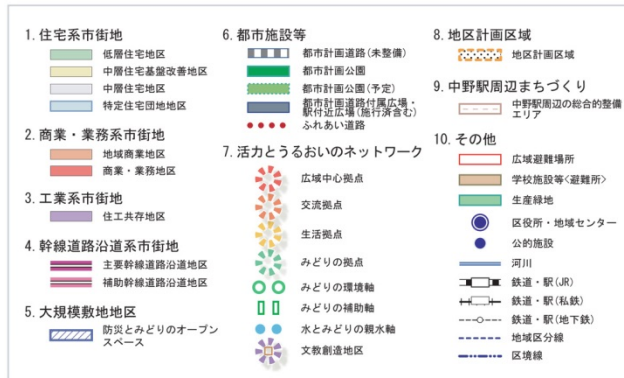 1. 住宅系市街地
低層住宅地区
中層住宅基盤改善地区
中層住宅地区
特定住宅団地地区
2. 商業・業務系市街地
地域商業地区
商業・業務地区
3. 工業系市街地
住工共存地区
4. 幹線道路沿道系市街地
主要幹線道路沿道地区
補助幹線道路沿道地区
5. 大規模敷地地区
防災とみどりのオープン
スペース
6. 都市施設等
都市計画道路(未整備)
都市計画公園
都市計画公園(予定)
都市計画道路付属広場・
駅付近広場(施行済含む)
ふれあい道路
7. 活力とうるおいのネットワーク
広域中心拠点
交流拠点
生活拠点
みどりの拠点
みどりの環境軸
みどりの補助軸
水とみどりの親水軸
文教創造地区
8. 地区計画区域
地区計画区域
9. 中野駅周辺まちづくり
中野駅周辺の総合的整備
エリア
10. その他
広域避難場所
学校施設等<避難所>
生産緑地
区役所・地域センター
公的施設
河川
鉄道・駅(JR)
鉄道・駅(私鉄)
鉄道・駅(地下鉄)
地域区分線
区境線